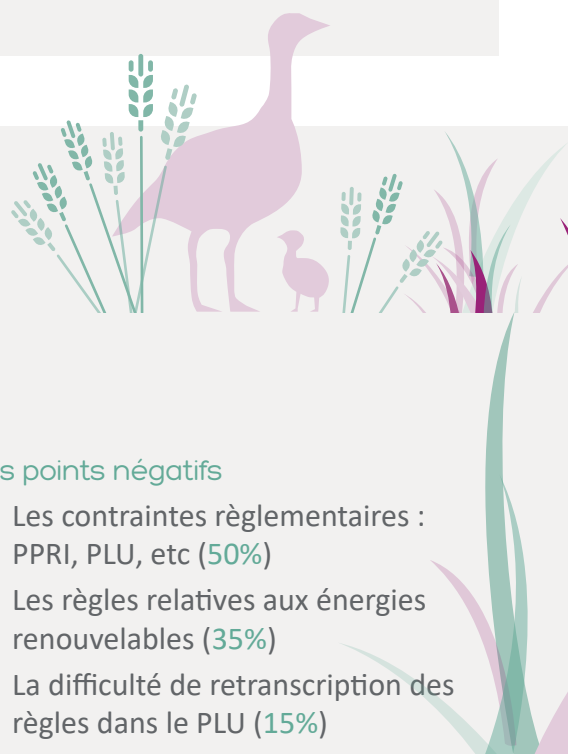 s points négatifs
Les contraintes règlementaires :
PPRI, PLU, etc (50%)
Les règles relatives aux énergies
renouvelables (35%)
La difficulté de retranscription des
règles dans le PLU (15%)